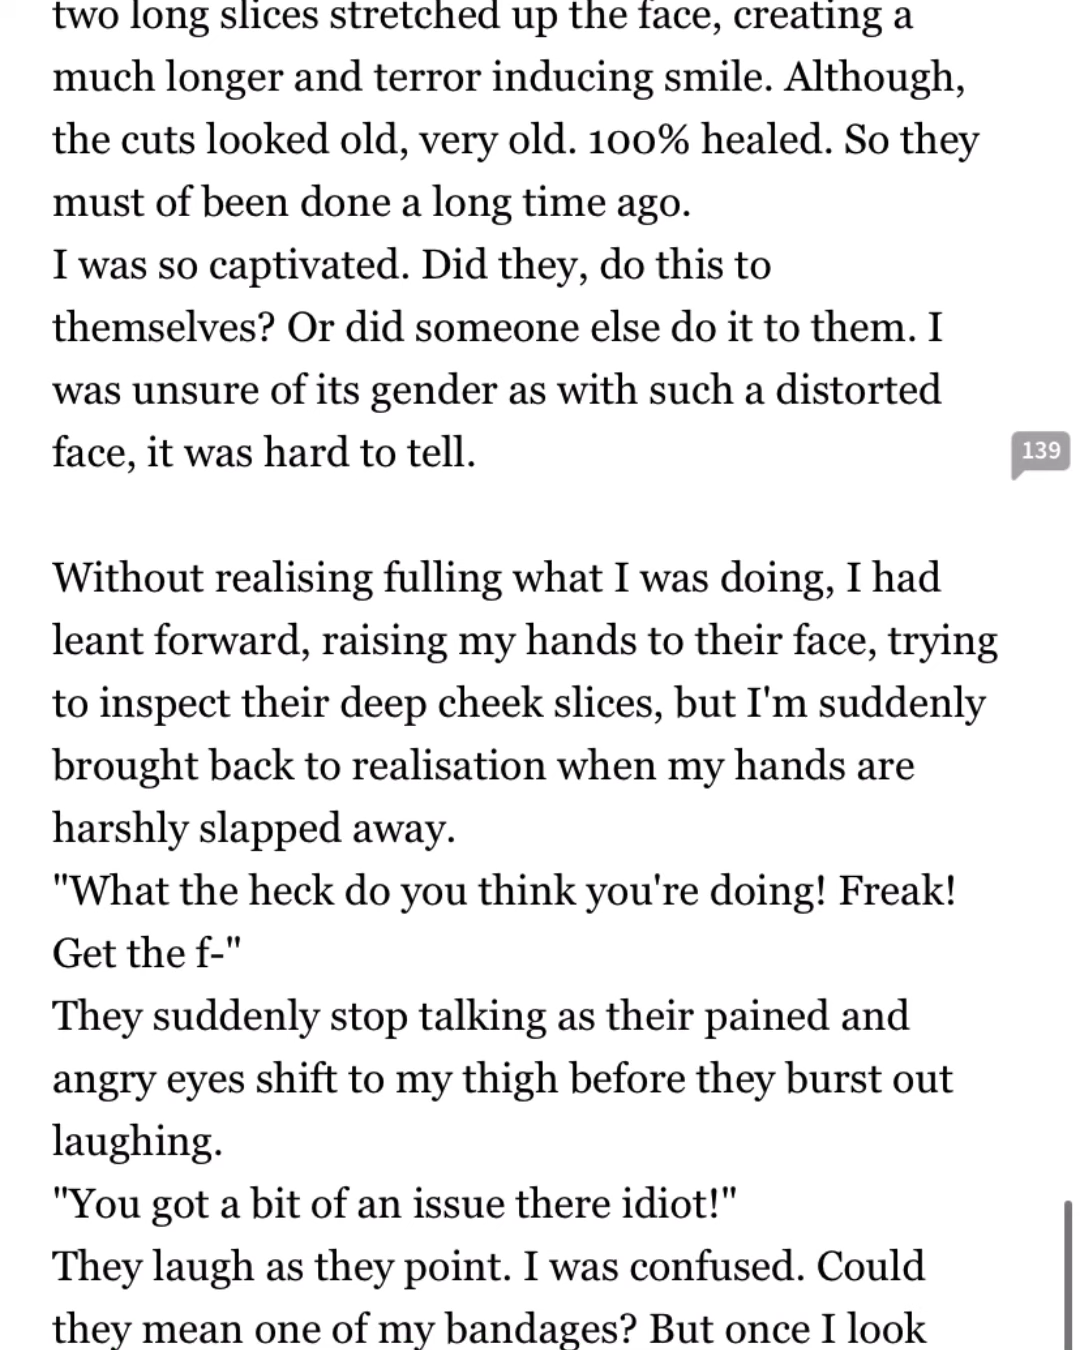 two long slices stretched up the face, creating a
much longer and terror inducing smile. Although,
the cuts looked old, very old. 100% healed. So they
must of been done a long time ago.
I was so captivated. Did they, do this to
themselves? Or did someone else do it to them. I
was unsure of its gender as with such a distorted
face, it was hard to tell.
139
Without realising fulling what I was doing, I had
leant forward, raising my hands to their face, trying
to inspect their deep cheek slices, but I'm suddenly
brought back to realisation when my hands are
harshly slapped away.
"What the heck do you think you're doing! Freak!
Get the f-"
They suddenly stop talking as their pained and
angry eyes shift to my thigh before they burst out
laughing.
"You got a bit of an issue there idiot!"
They laugh as they point. I was confused. Could
they mean one of my bandages? But once I look